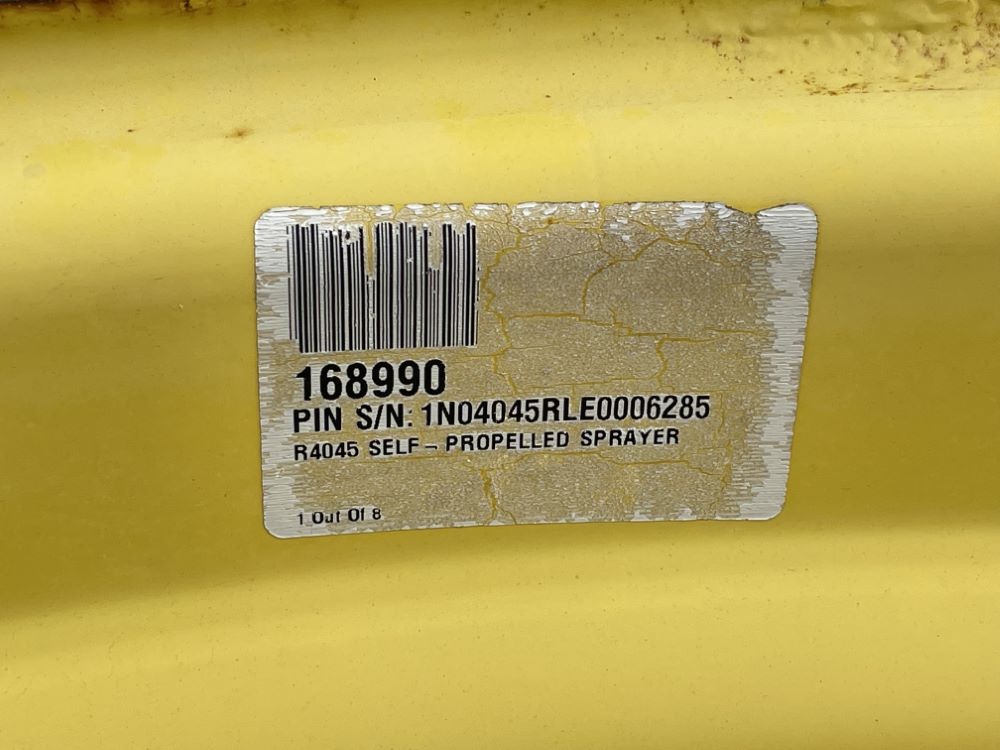 168990
PIN S/N: 1N04045RLE0006285
R4045 SELF - PROPELLED SPRAYER
1 Out Of 8